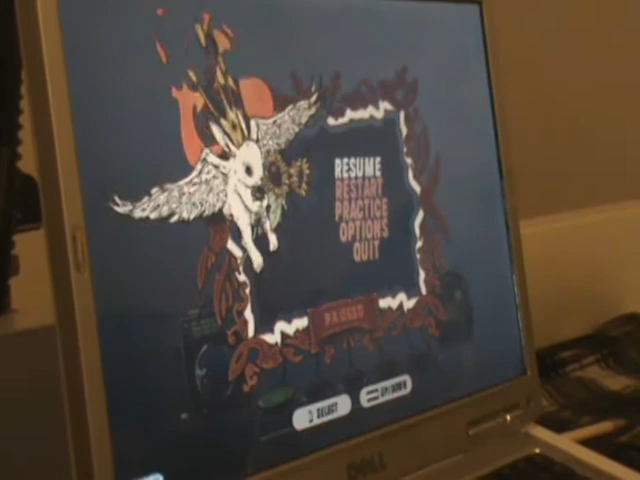 RESUME
RESTART
PRACTICE
OPTIONS
QUIT
PAUSED
SELECT
UP/DOWN
DELL